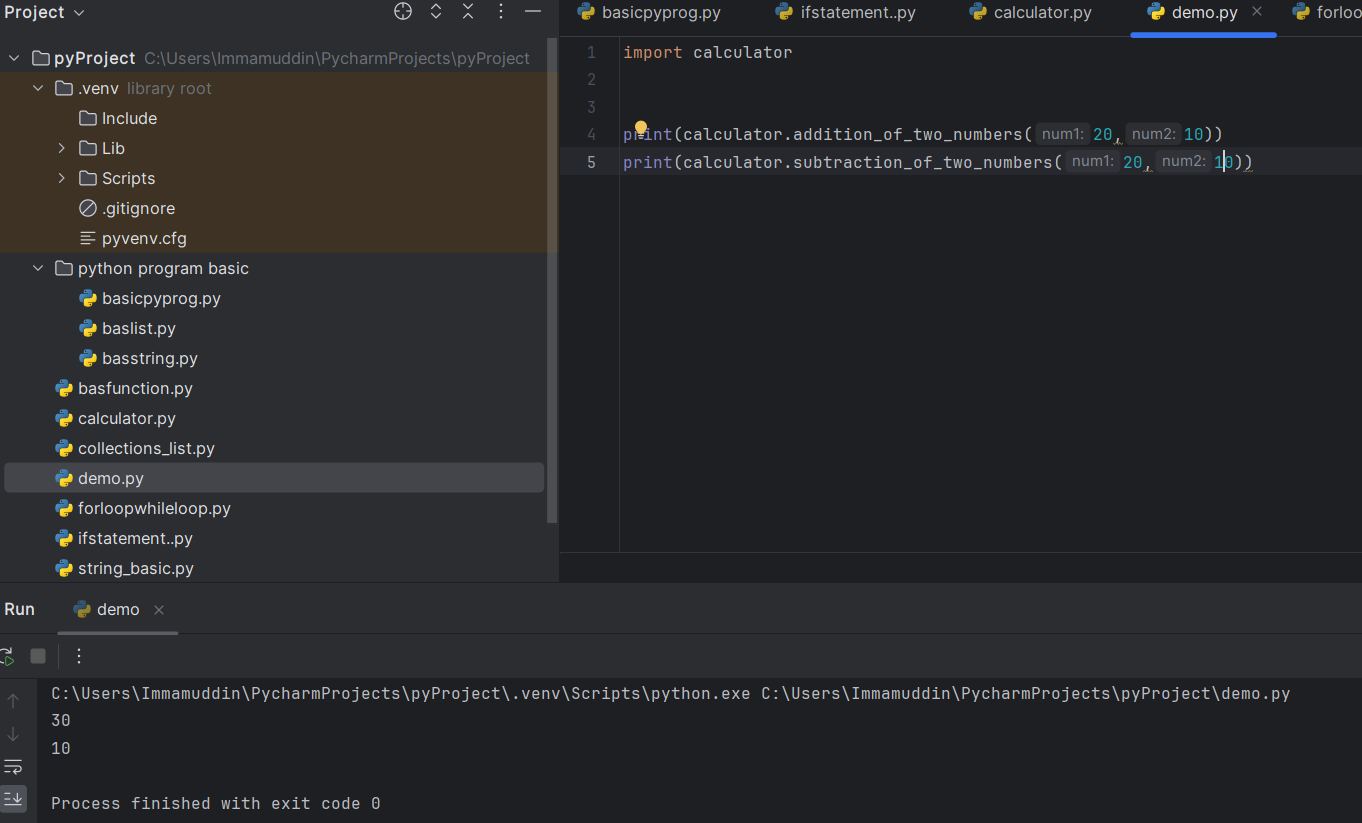 Project
pyProject C:\Users\Immamuddin\PycharmProjects\pyProject
.venv library root
Include
Lib
Scripts
.gitignore
pyvenv.cfg
python program basic
basicpyprog.py
baslist.py
basstring.py
basfunction.py
calculator.py
collections_list.py
demo.py
forloopwhileloop.py
ifstatement..py
string_basic.py
basicpyprog.py ifstatement..py calculator.py demo.py forloo
1 import calculator
2
3
4 print(calculator.addition_of_two_numbers( num1: 20, num2: 10))
5 print(calculator.subtraction_of_two_numbers( num1: 20, num2: 10))
Run demo
C:\Users\Immamuddin\PycharmProjects\pyProject\.venv\Scripts\python.exe C:\Users\Immamuddin\PycharmProjects\pyProject\demo.py
30
10
Process finished with exit code 0